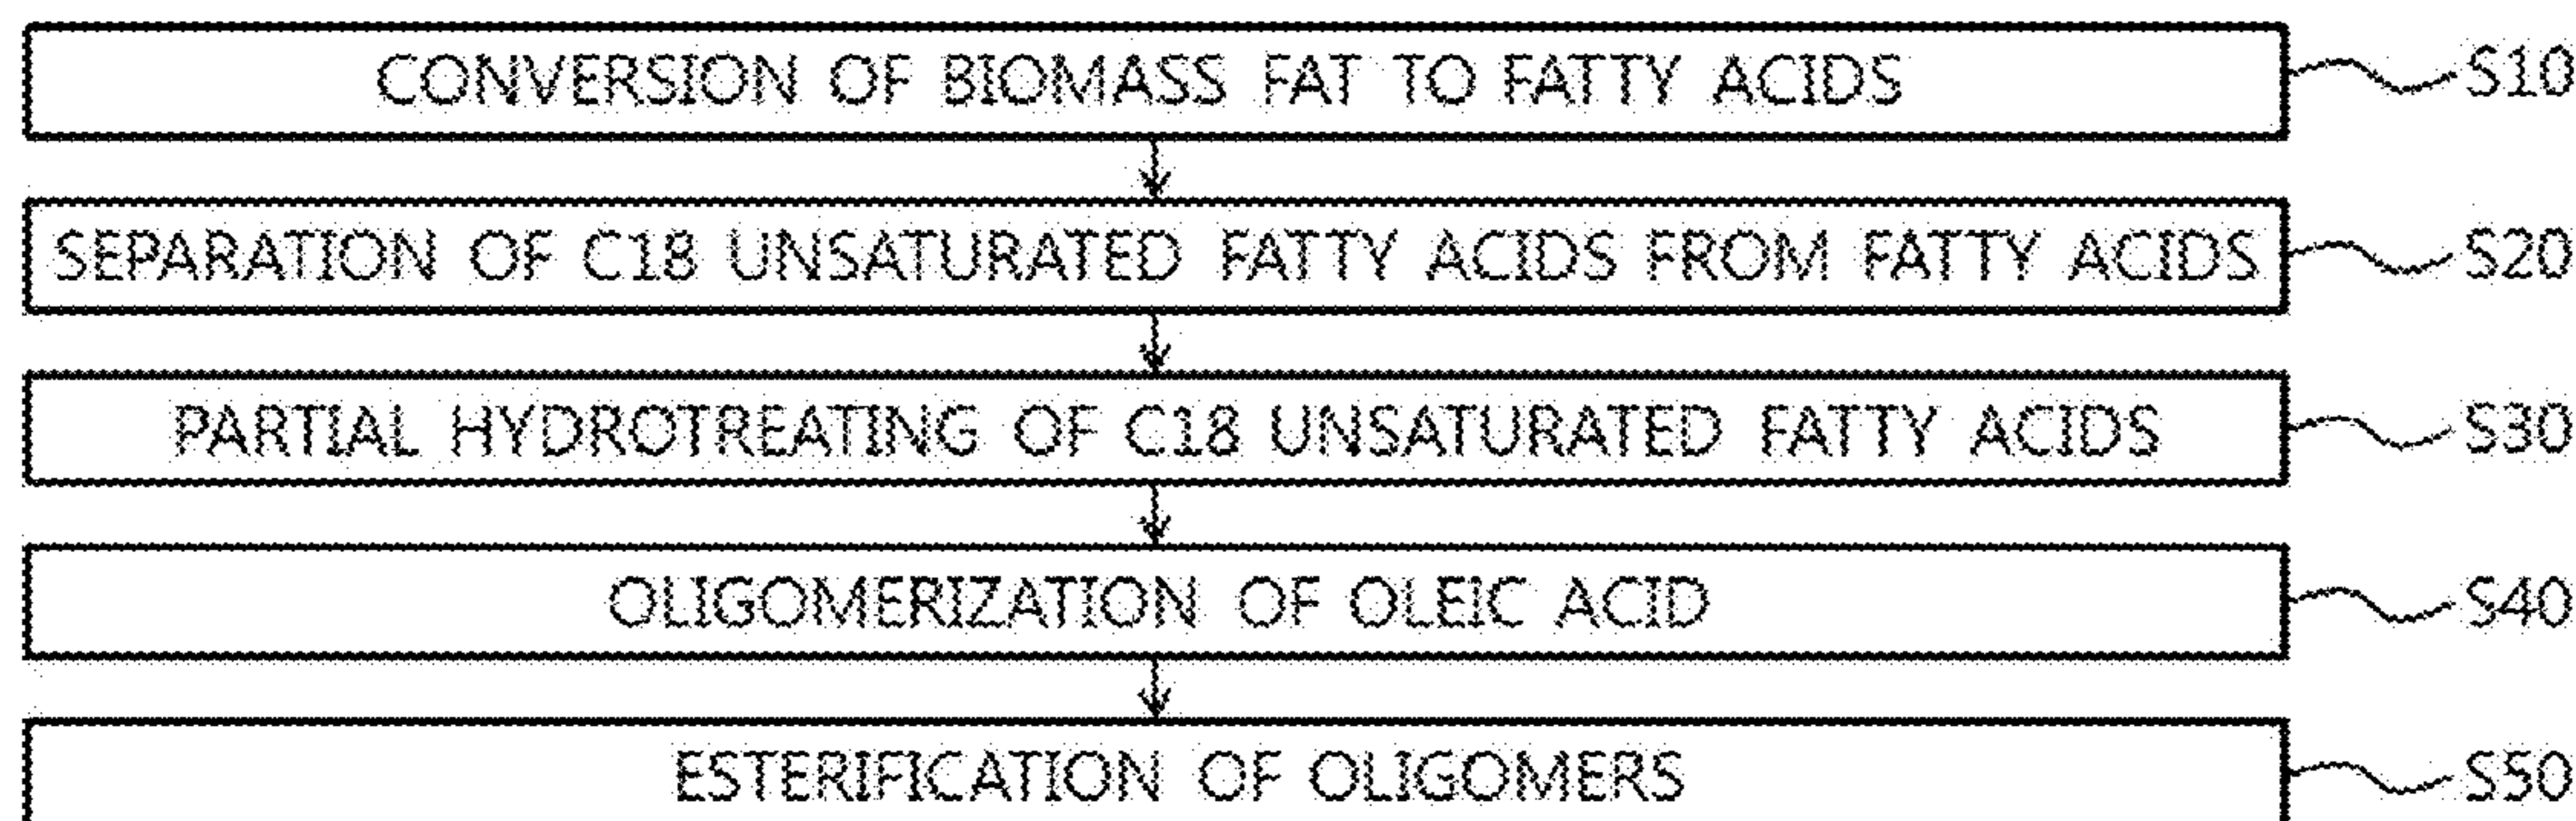 CONVERSION OF BIOMASS FAT TO FATTY ACIDS S10
SEPARATION OF C18 UNSATURATED FATTY ACIDS FROM FATTY ACIDS S20
PARTIAL HYDROTREATING OF C18 UNSATURATED FATTY ACIDS S30
OLIGOMERIZATION OF OLEIC ACID S40
ESTERIFICATION OF OLIGOMERS S50